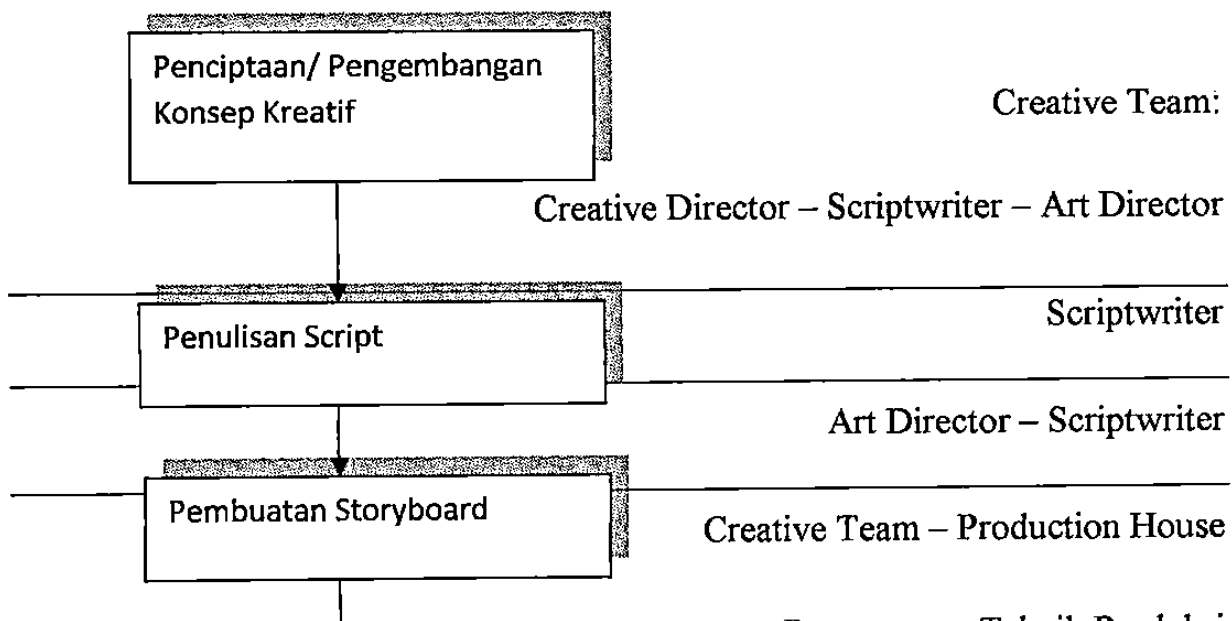 Penciptaan/ Pengembangan
Konsep Kreatif
Creative Team:
Creative Director – Scriptwriter – Art Director
Penulisan Script
Scriptwriter
Art Director – Scriptwriter
Pembuatan Storyboard
Creative Team – Production House